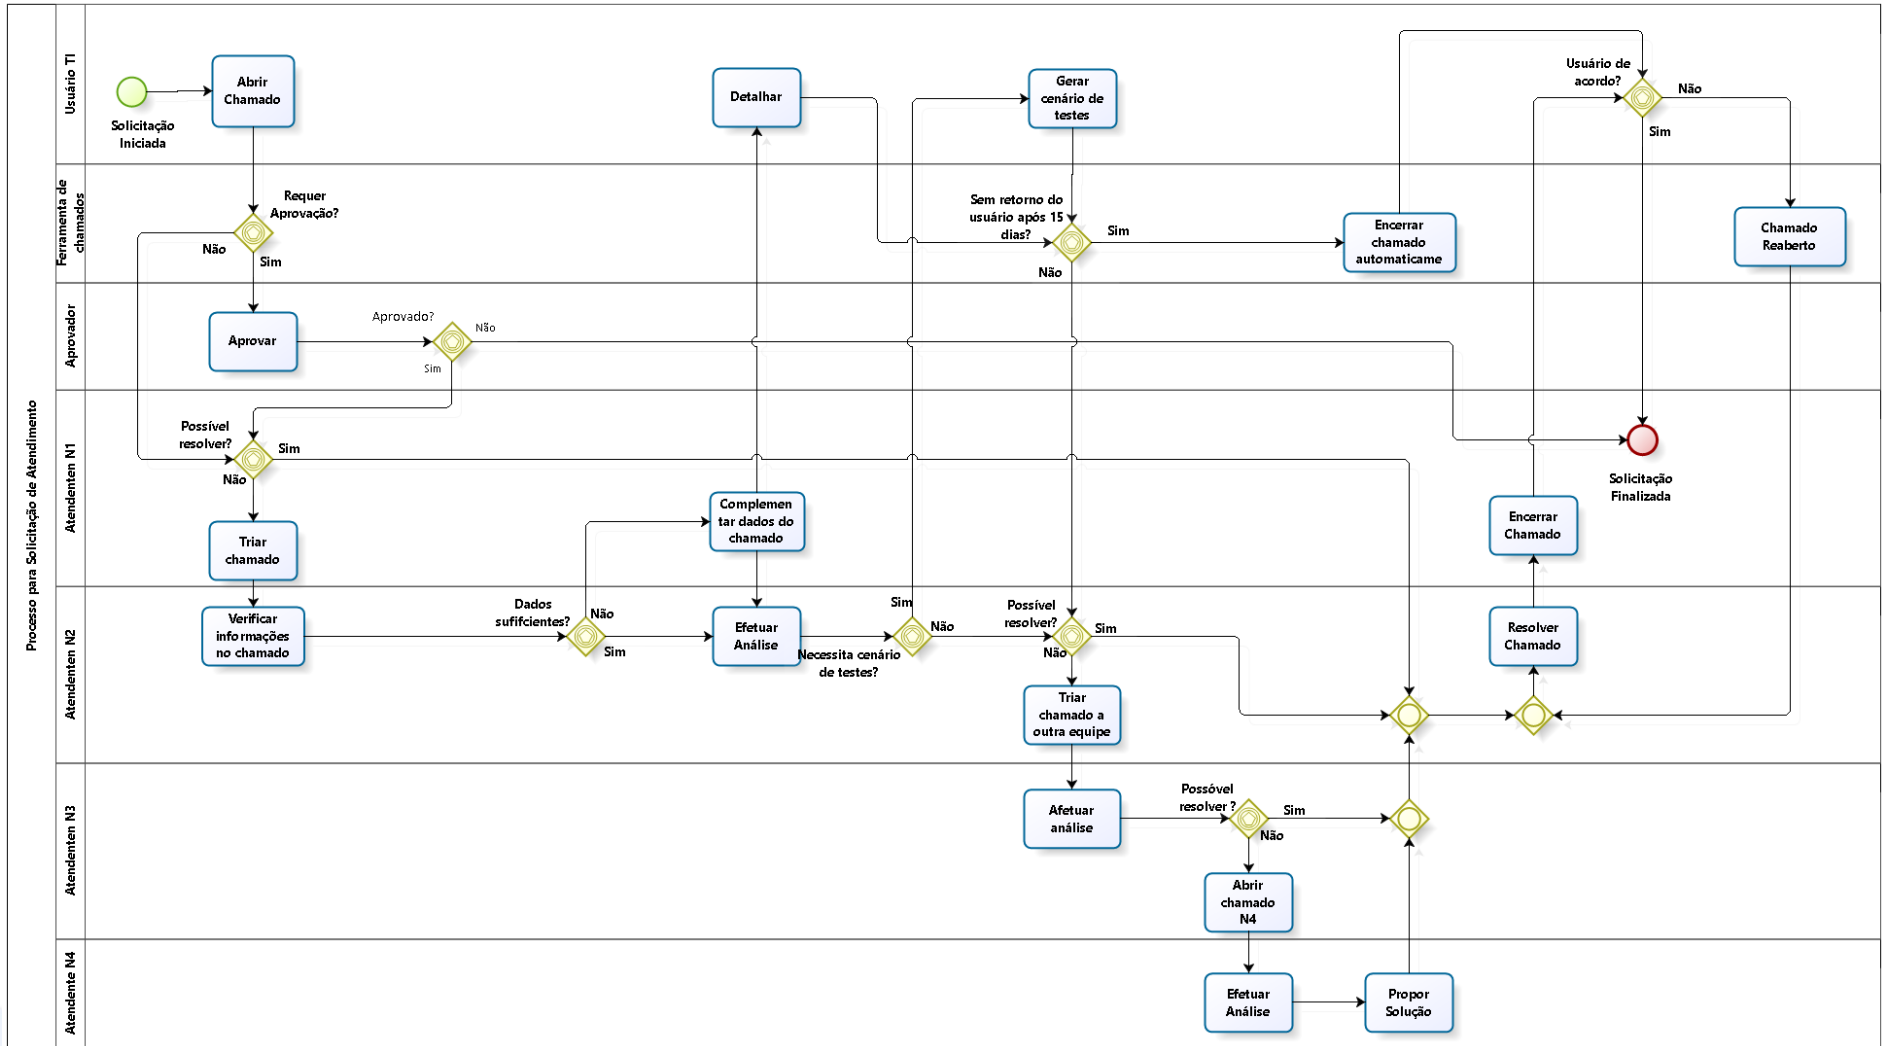 Processo para Solicitação de Atendimento
Usuário TI
Solicitação
Iniciada
Abrir
Chamado
Detalhar
Gerar
cenário de
testes
Usuário de
acordo?
Não
Sim
Ferramenta de
chamados
Requer
Aprovação?
Não
Sim
Sem retorno do
usuário após 15
dias?
Sim
Não
Encerrar
chamado
automaticame
Chamado
Reaberto
Aprovador
Aprovar
Aprovado?
Não
Sim
Atendenten N1
Possível
resolver?
Sim
Não
Triar
chamado
Complemen
tar dados do
chamado
Encerrar
Chamado
Solicitação
Finalizada
Atendenten N2
Verificar
informações
no chamado
Dados
sufifcientes?
Não
Sim
Efetuar
Análise
Sim
Não
Necessita cenário
de testes?
Possível
resolver?
Sim
Não
Triar
chamado a
outra equipe
Resolver
Chamado
Atendenten N3
Afetuar
análise
Possóvel
resolver ?
Sim
Não
Abrir
chamado
N4
Atendente N4
Efetuar
Análise
Propor
Solução